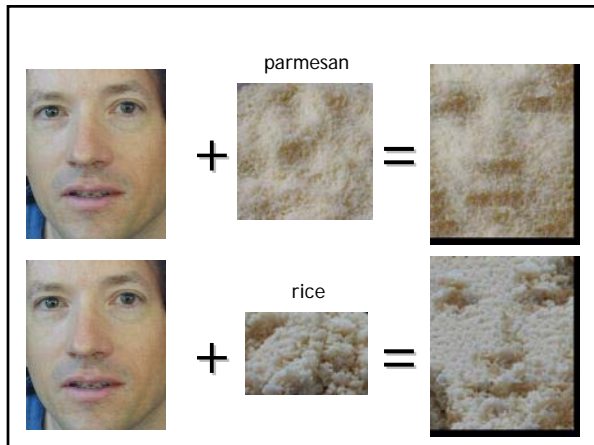 parmesan
+ =
rice
+ =